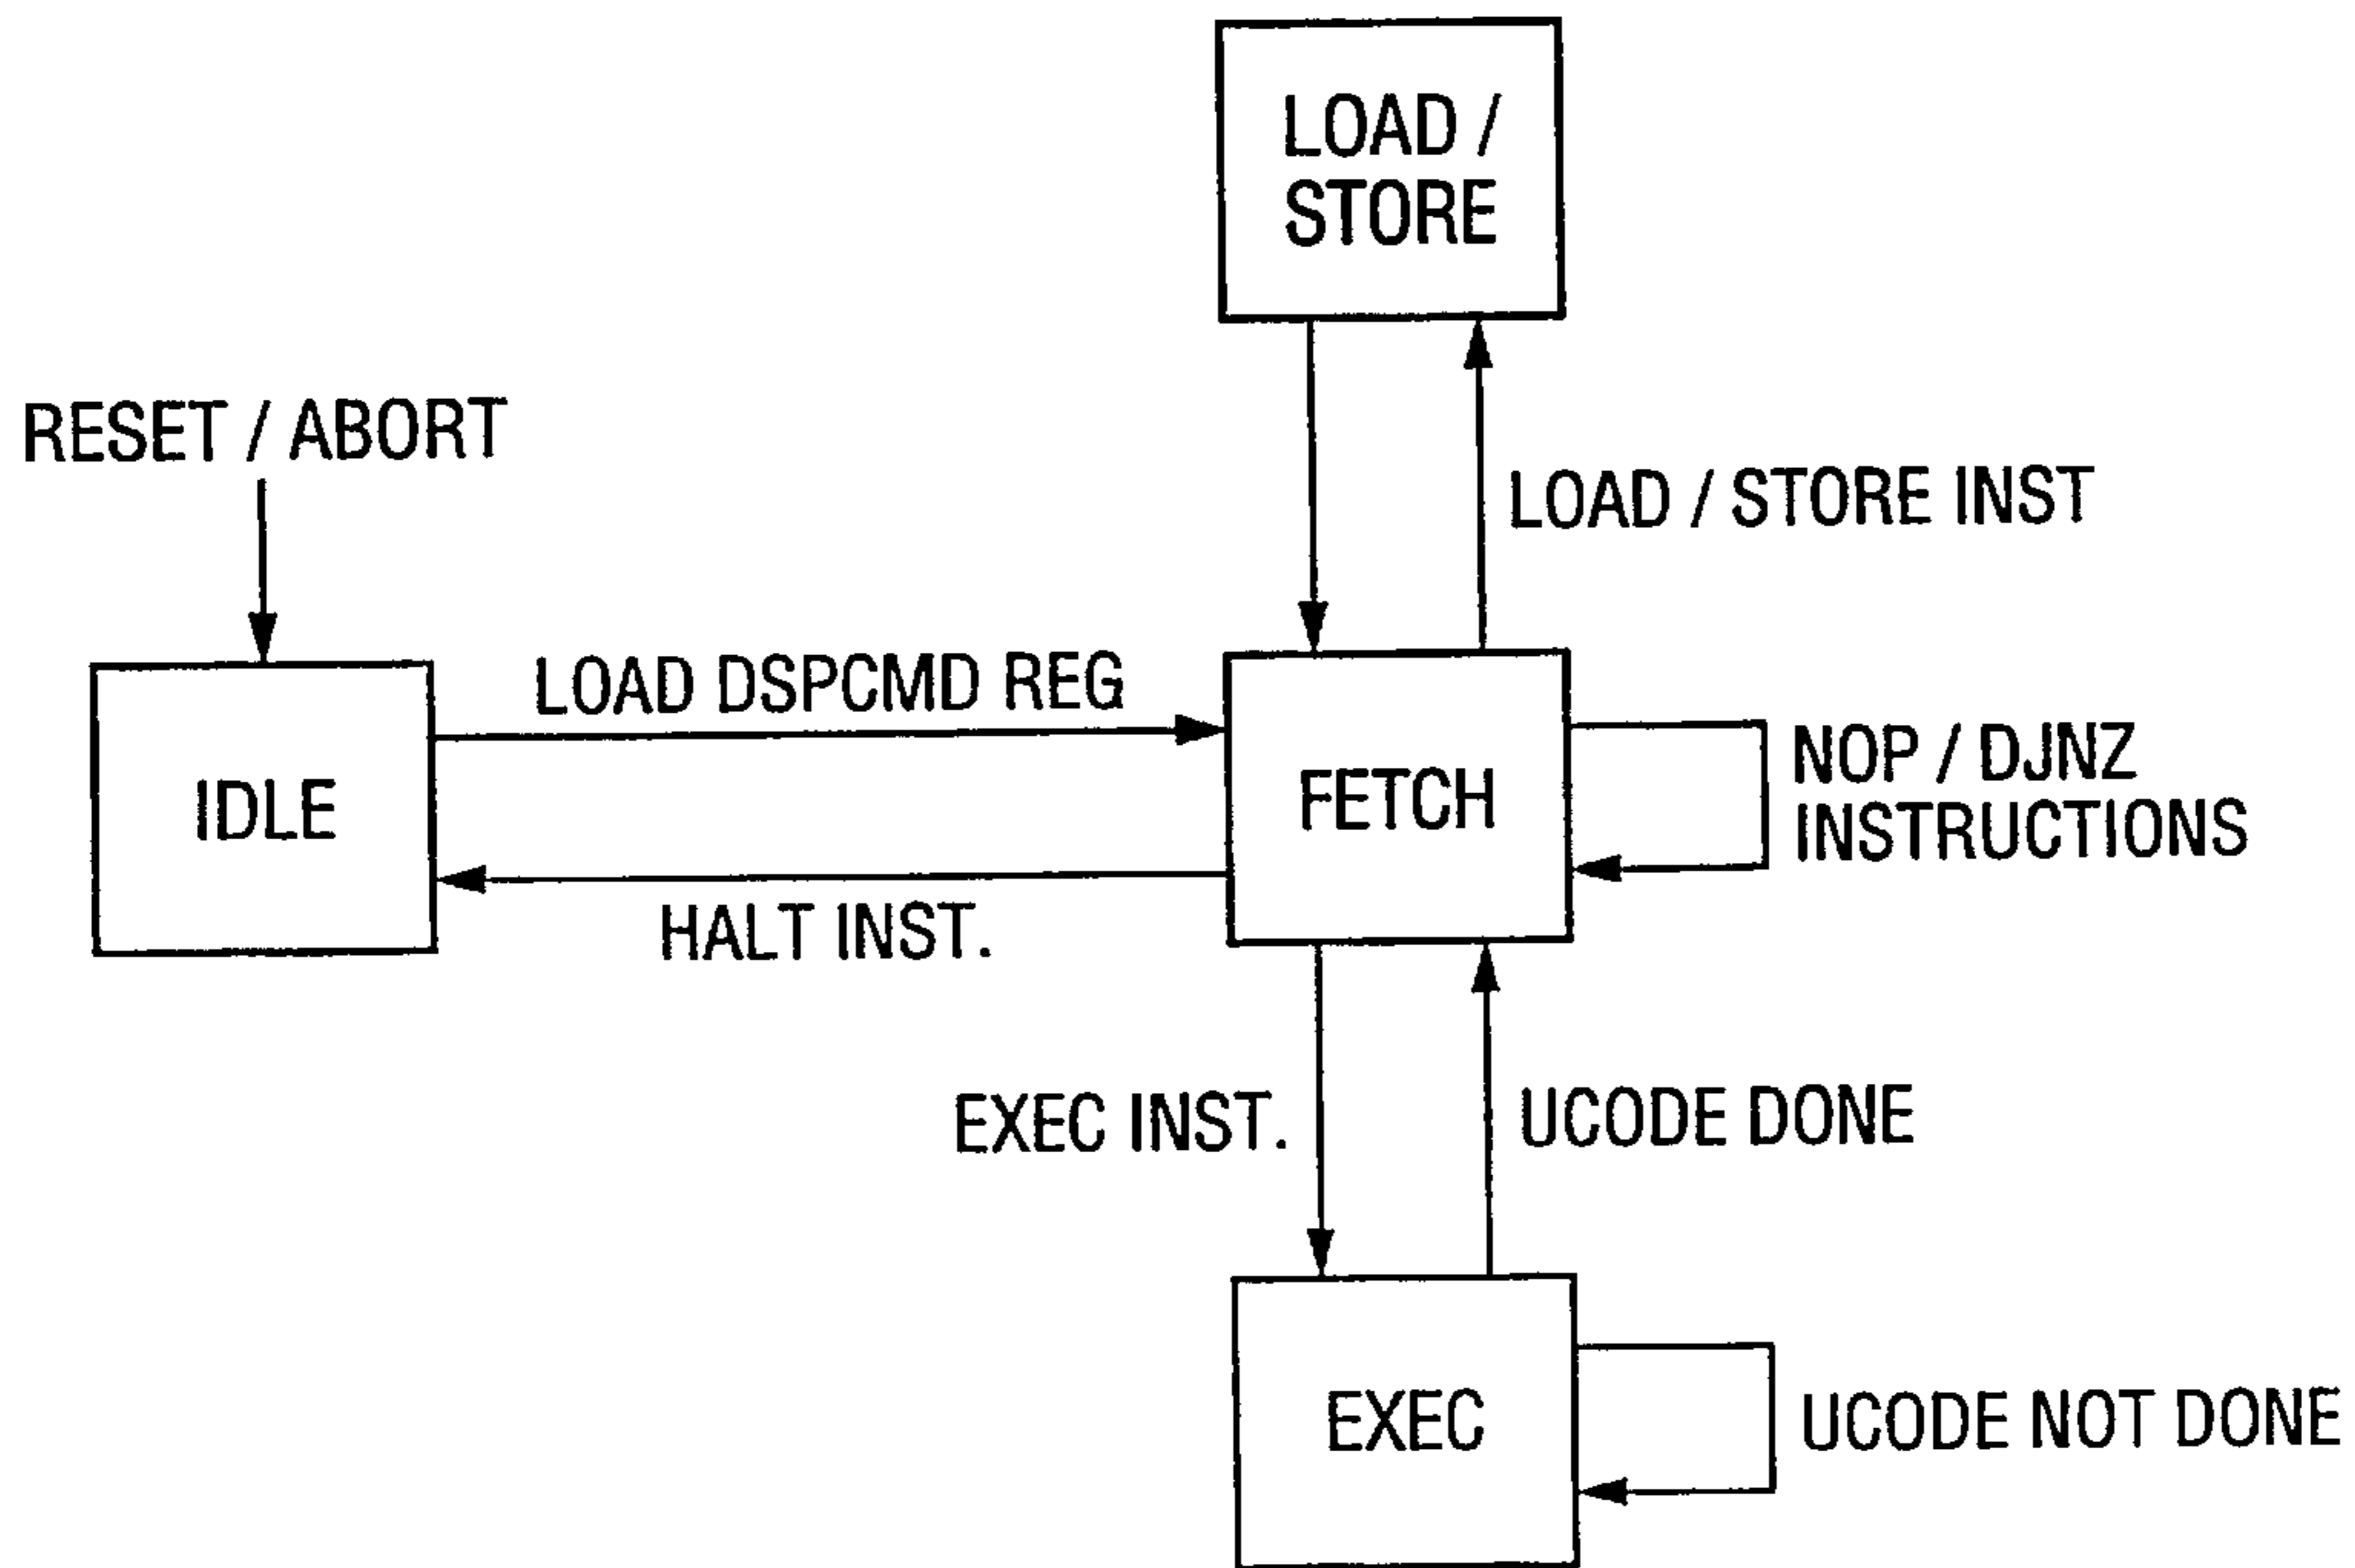 LOAD /
STORE
RESET / ABORT
LOAD / STORE INST
LOAD DSPCMD REG
IDLE
FETCH
NOP / DJNZ
INSTRUCTIONS
HALT INST.
EXEC INST.
UCODE DONE
EXEC
UCODE NOT DONE